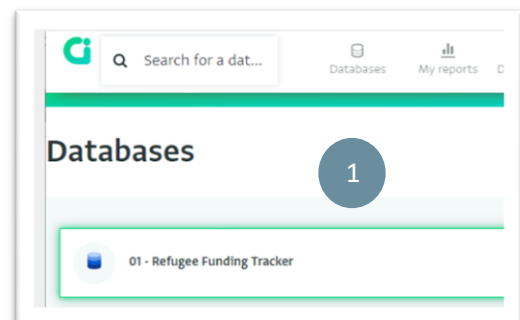 Search for a dat...
Databases
My reports
D
Databases
1
01 - Refugee Funding Tracker